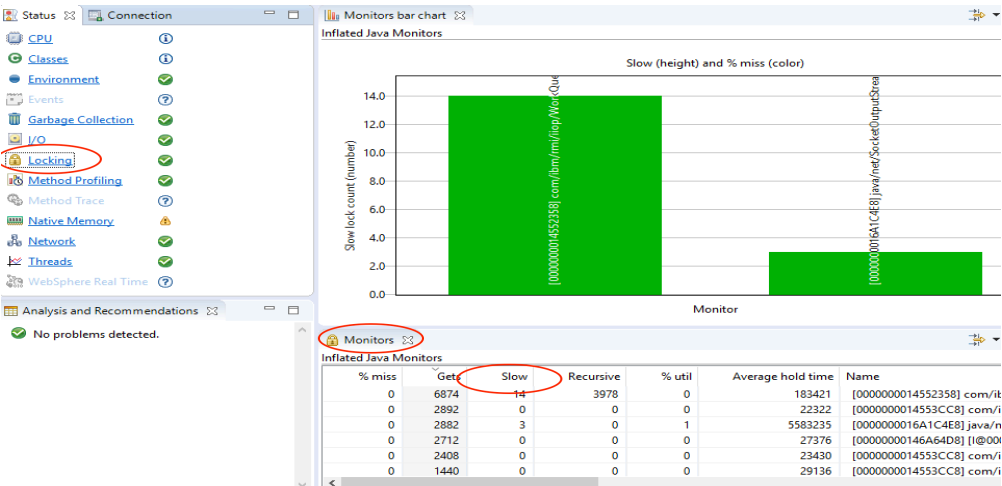 Status
Connection
CPU
Classes
Environment
Events
Garbage Collection
I/O
Locking
Method Profiling
Method Trace
Native Memory
Network
Threads
WebSphere Real Time
Analysis and Recommendations
No problems detected.
Monitors bar chart
Inflated Java Monitors
Slow (height) and % miss (color)
Slow lock count (number)
14.0
12.0
10.0
8.0
6.0
4.0
2.0
0.0
[0000000014552358] com/ibm/rmi/iiop/WorkQue
[0000000016A1C4E8] java/net/SocketOutputStrea
Monitor
Monitors
Inflated Java Monitors
% miss Gets Slow Recursive % util Average hold time Name
0 6874 14 3978 0 183421 [0000000014552358] com/ib
0 2892 0 0 0 22322 [0000000014553CC8] com/i
0 2882 3 0 1 5583235 [0000000016A1C4E8] java/n
0 2712 0 0 0 27376 [00000000146A64D8] [I@00
0 2408 0 0 0 23430 [0000000014553CC8] com/i
0 1440 0 0 0 29136 [0000000014553CC8] com/i